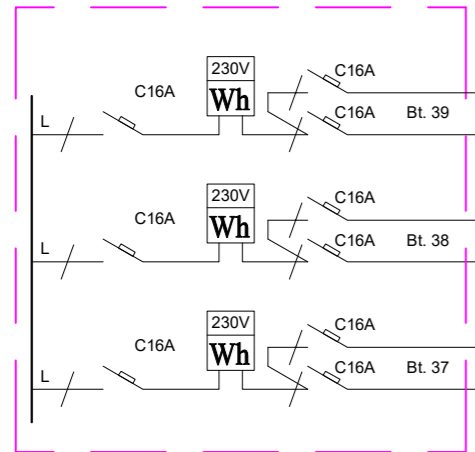 230V
C16A
C16A
Wh
L
C16A
Bt. 39
230V
C16A
C16A
Wh
L
C16A
Bt. 38
230V
C16A
C16A
Wh
L
C16A
Bt. 37